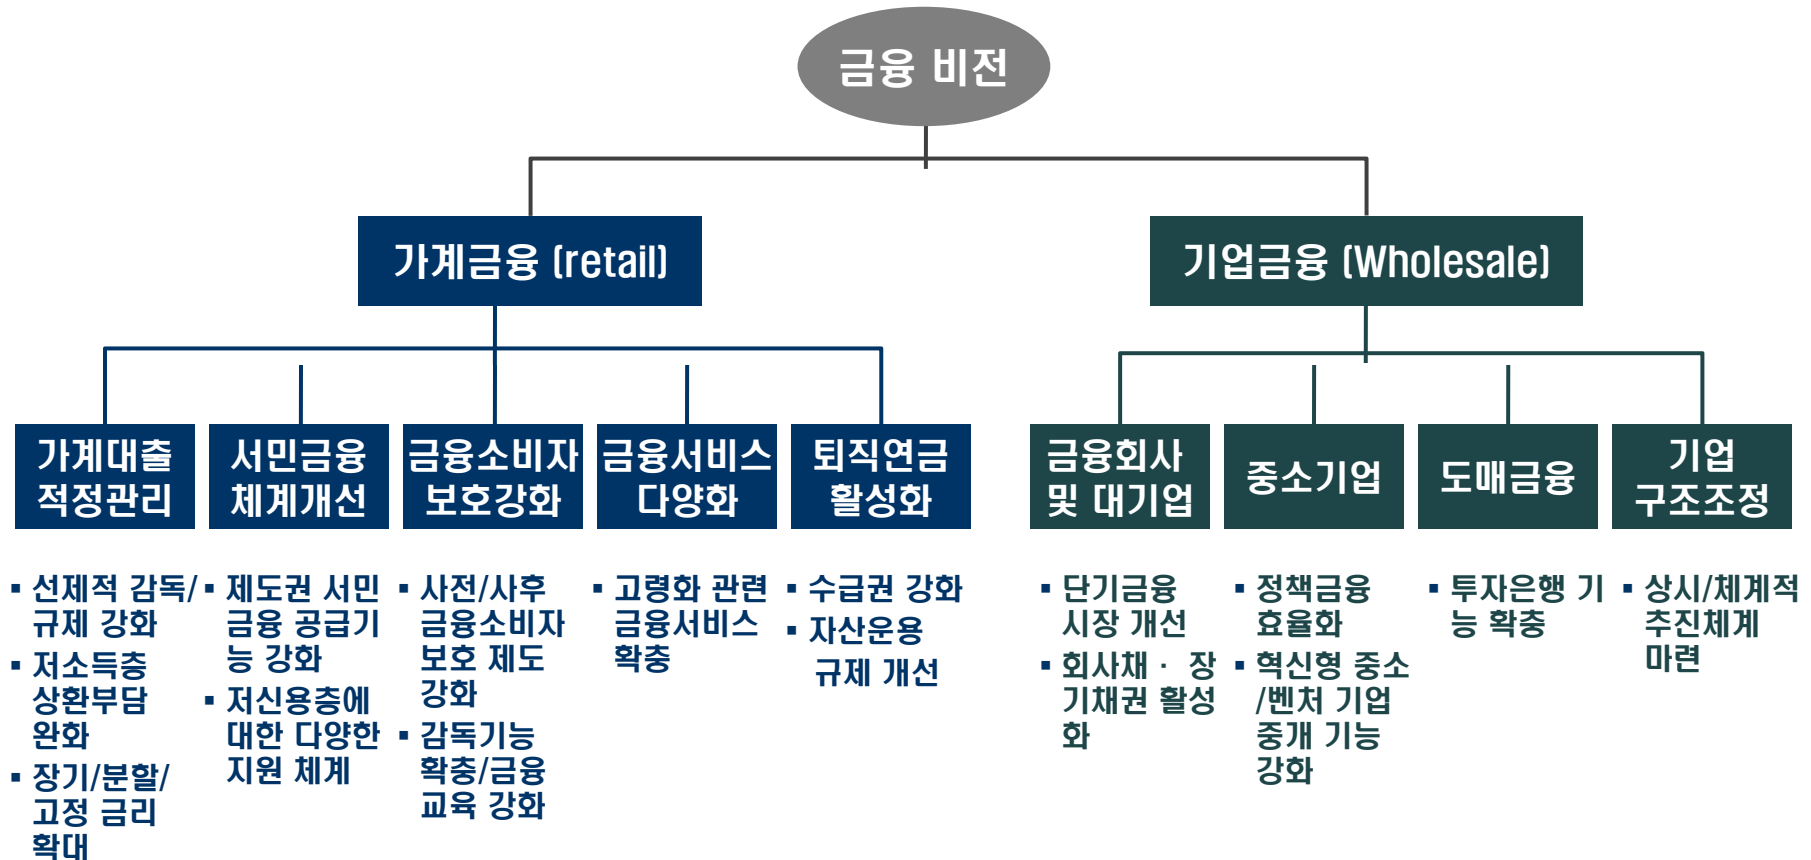 금융 비전
가계금융 (retail)
기업금융 (Wholesale)
가계대출
적정관리
서민금융
체계개선
금융소비자
보호강화
금융서비스
다양화
퇴직연금
활성화
금융회사
및 대기업
중소기업
도매금융
기업
구조조정
▪ 선제적 감독/
규제 강화
▪ 저소득층
상환부담
완화
▪ 장기/분할/
고정 금리
확대
▪ 제도권 서민
금융 공급기
능 강화
▪ 저신용층에
대한 다양한
지원 체계
▪ 사전/사후
금융소비자
보호 제도
강화
▪ 감독기능
확충/금융
교육 강화
▪ 고령화 관련
금융서비스
확충
▪ 수급권 강화
▪ 자산운용
규제 개선
▪ 단기금융
시장 개선
▪ 회사채 · 장
기채권 활성
화
▪ 정책금융
효율화
▪ 혁신형 중소
/벤처 기업
중개 기능
강화
▪ 투자은행 기
능 확충
▪ 상시/체계적
추진체계
마련